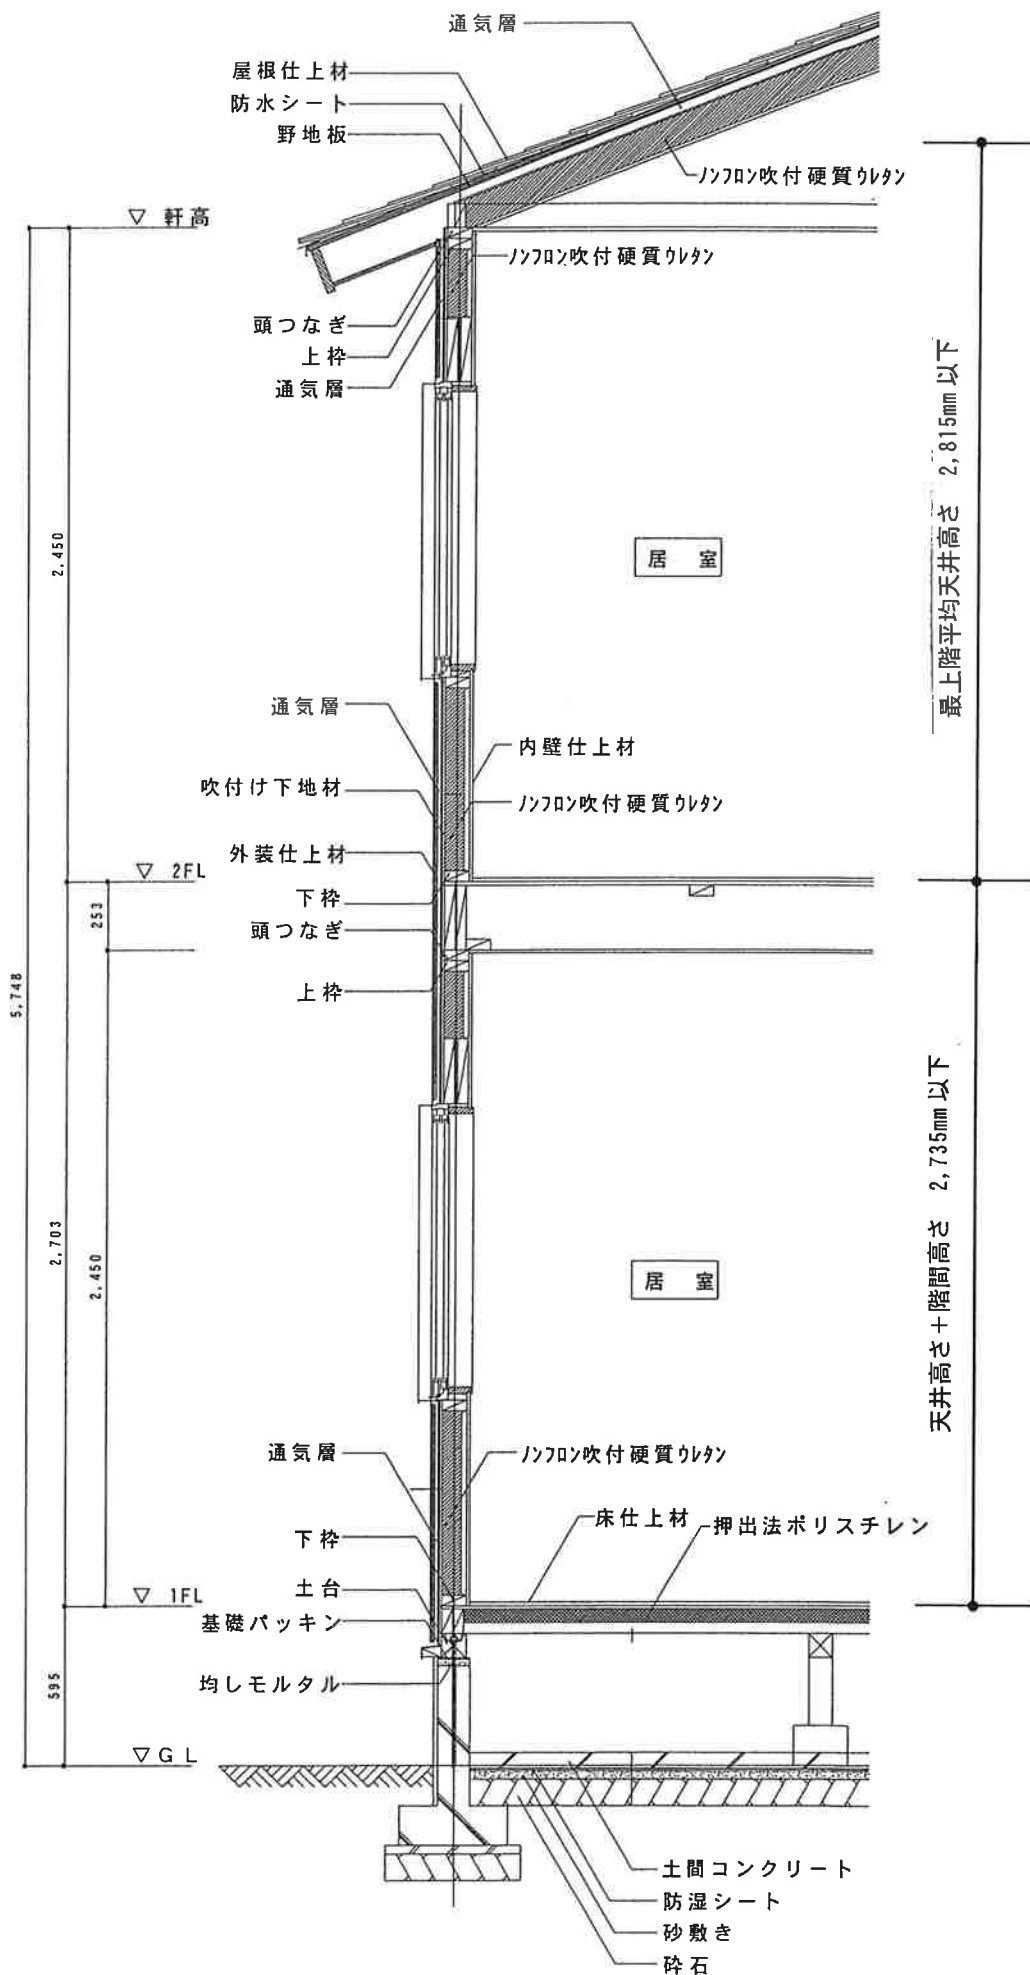 通気層
屋根仕上材
防水シート
野地板
ノンフロン吹付硬質ウレタン
▽ 軒高
ノンフロン吹付硬質ウレタン
頭つなぎ
上枠
通気層
最上階平均天井高さ 2,815mm以下
2,450
居 室
通気層
内壁仕上材
吹付け下地材
ノンフロン吹付硬質ウレタン
外装仕上材
▽ 2FL
下枠
253
頭つなぎ
上枠
5,748
天井高さ＋階間高さ 2,735mm以下
2,703
2,450
居 室
通気層
ノンフロン吹付硬質ウレタン
床仕上材
押出法ポリスチレン
下枠
土台
▽ 1FL
基礎パッキン
均しモルタル
595
▽GL
土間コンクリート
防湿シート
砂敷き
砕石